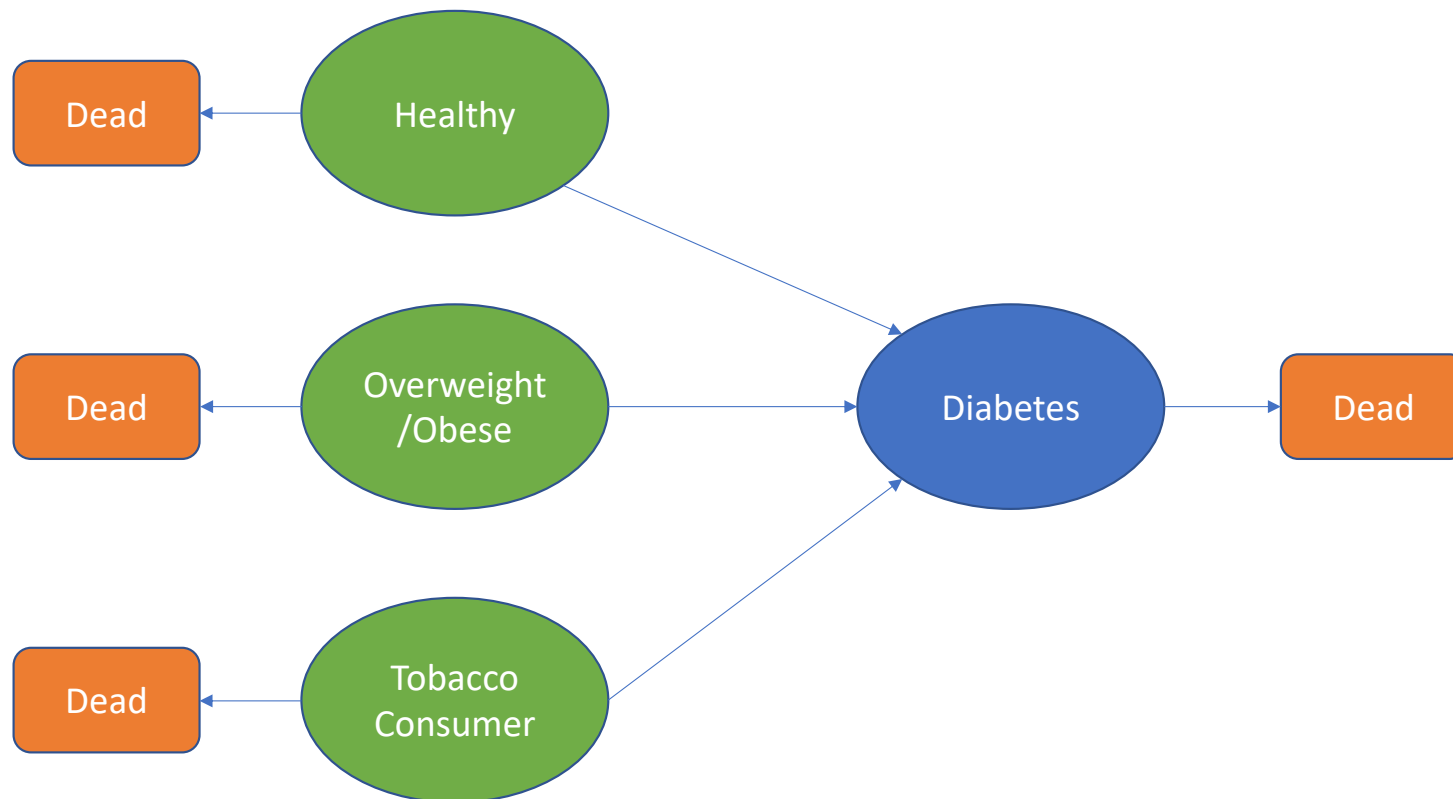 Dead
Healthy
Dead
Overweight
/Obese
Diabetes
Dead
Dead
Tobacco
Consumer